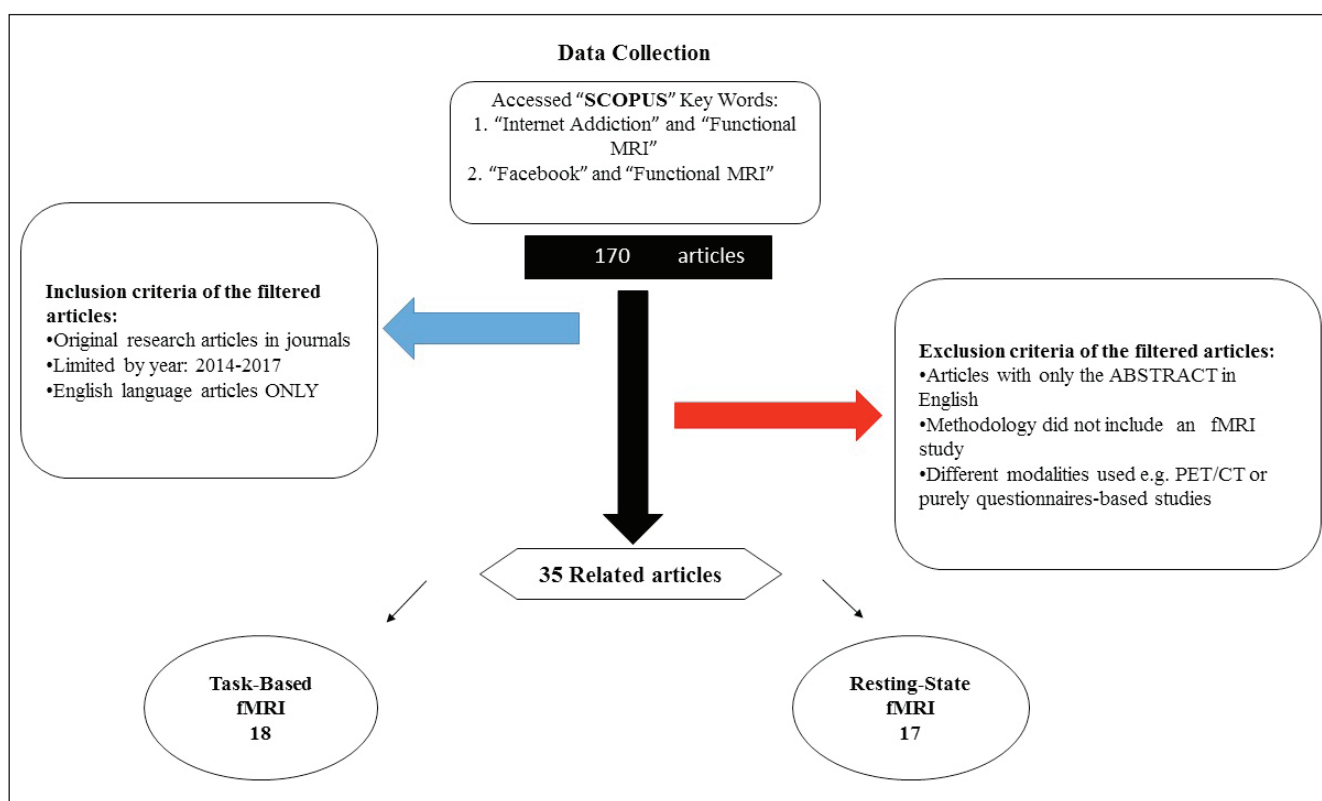 Data Collection
Accessed “SCOPUS” Key Words:
1. “Internet Addiction” and “Functional
MRI”
2. “Facebook” and “Functional MRI”
170 articles
Inclusion criteria of the filtered
articles:
•Original research articles in journals
•Limited by year: 2014-2017
•English language articles ONLY
Exclusion criteria of the filtered articles:
•Articles with only the ABSTRACT in
English
•Methodology did not include an fMRI
study
•Different modalities used e.g. PET/CT or
purely questionnaires-based studies
35 Related articles
Task-Based
fMRI
18
Resting-State
fMRI
17